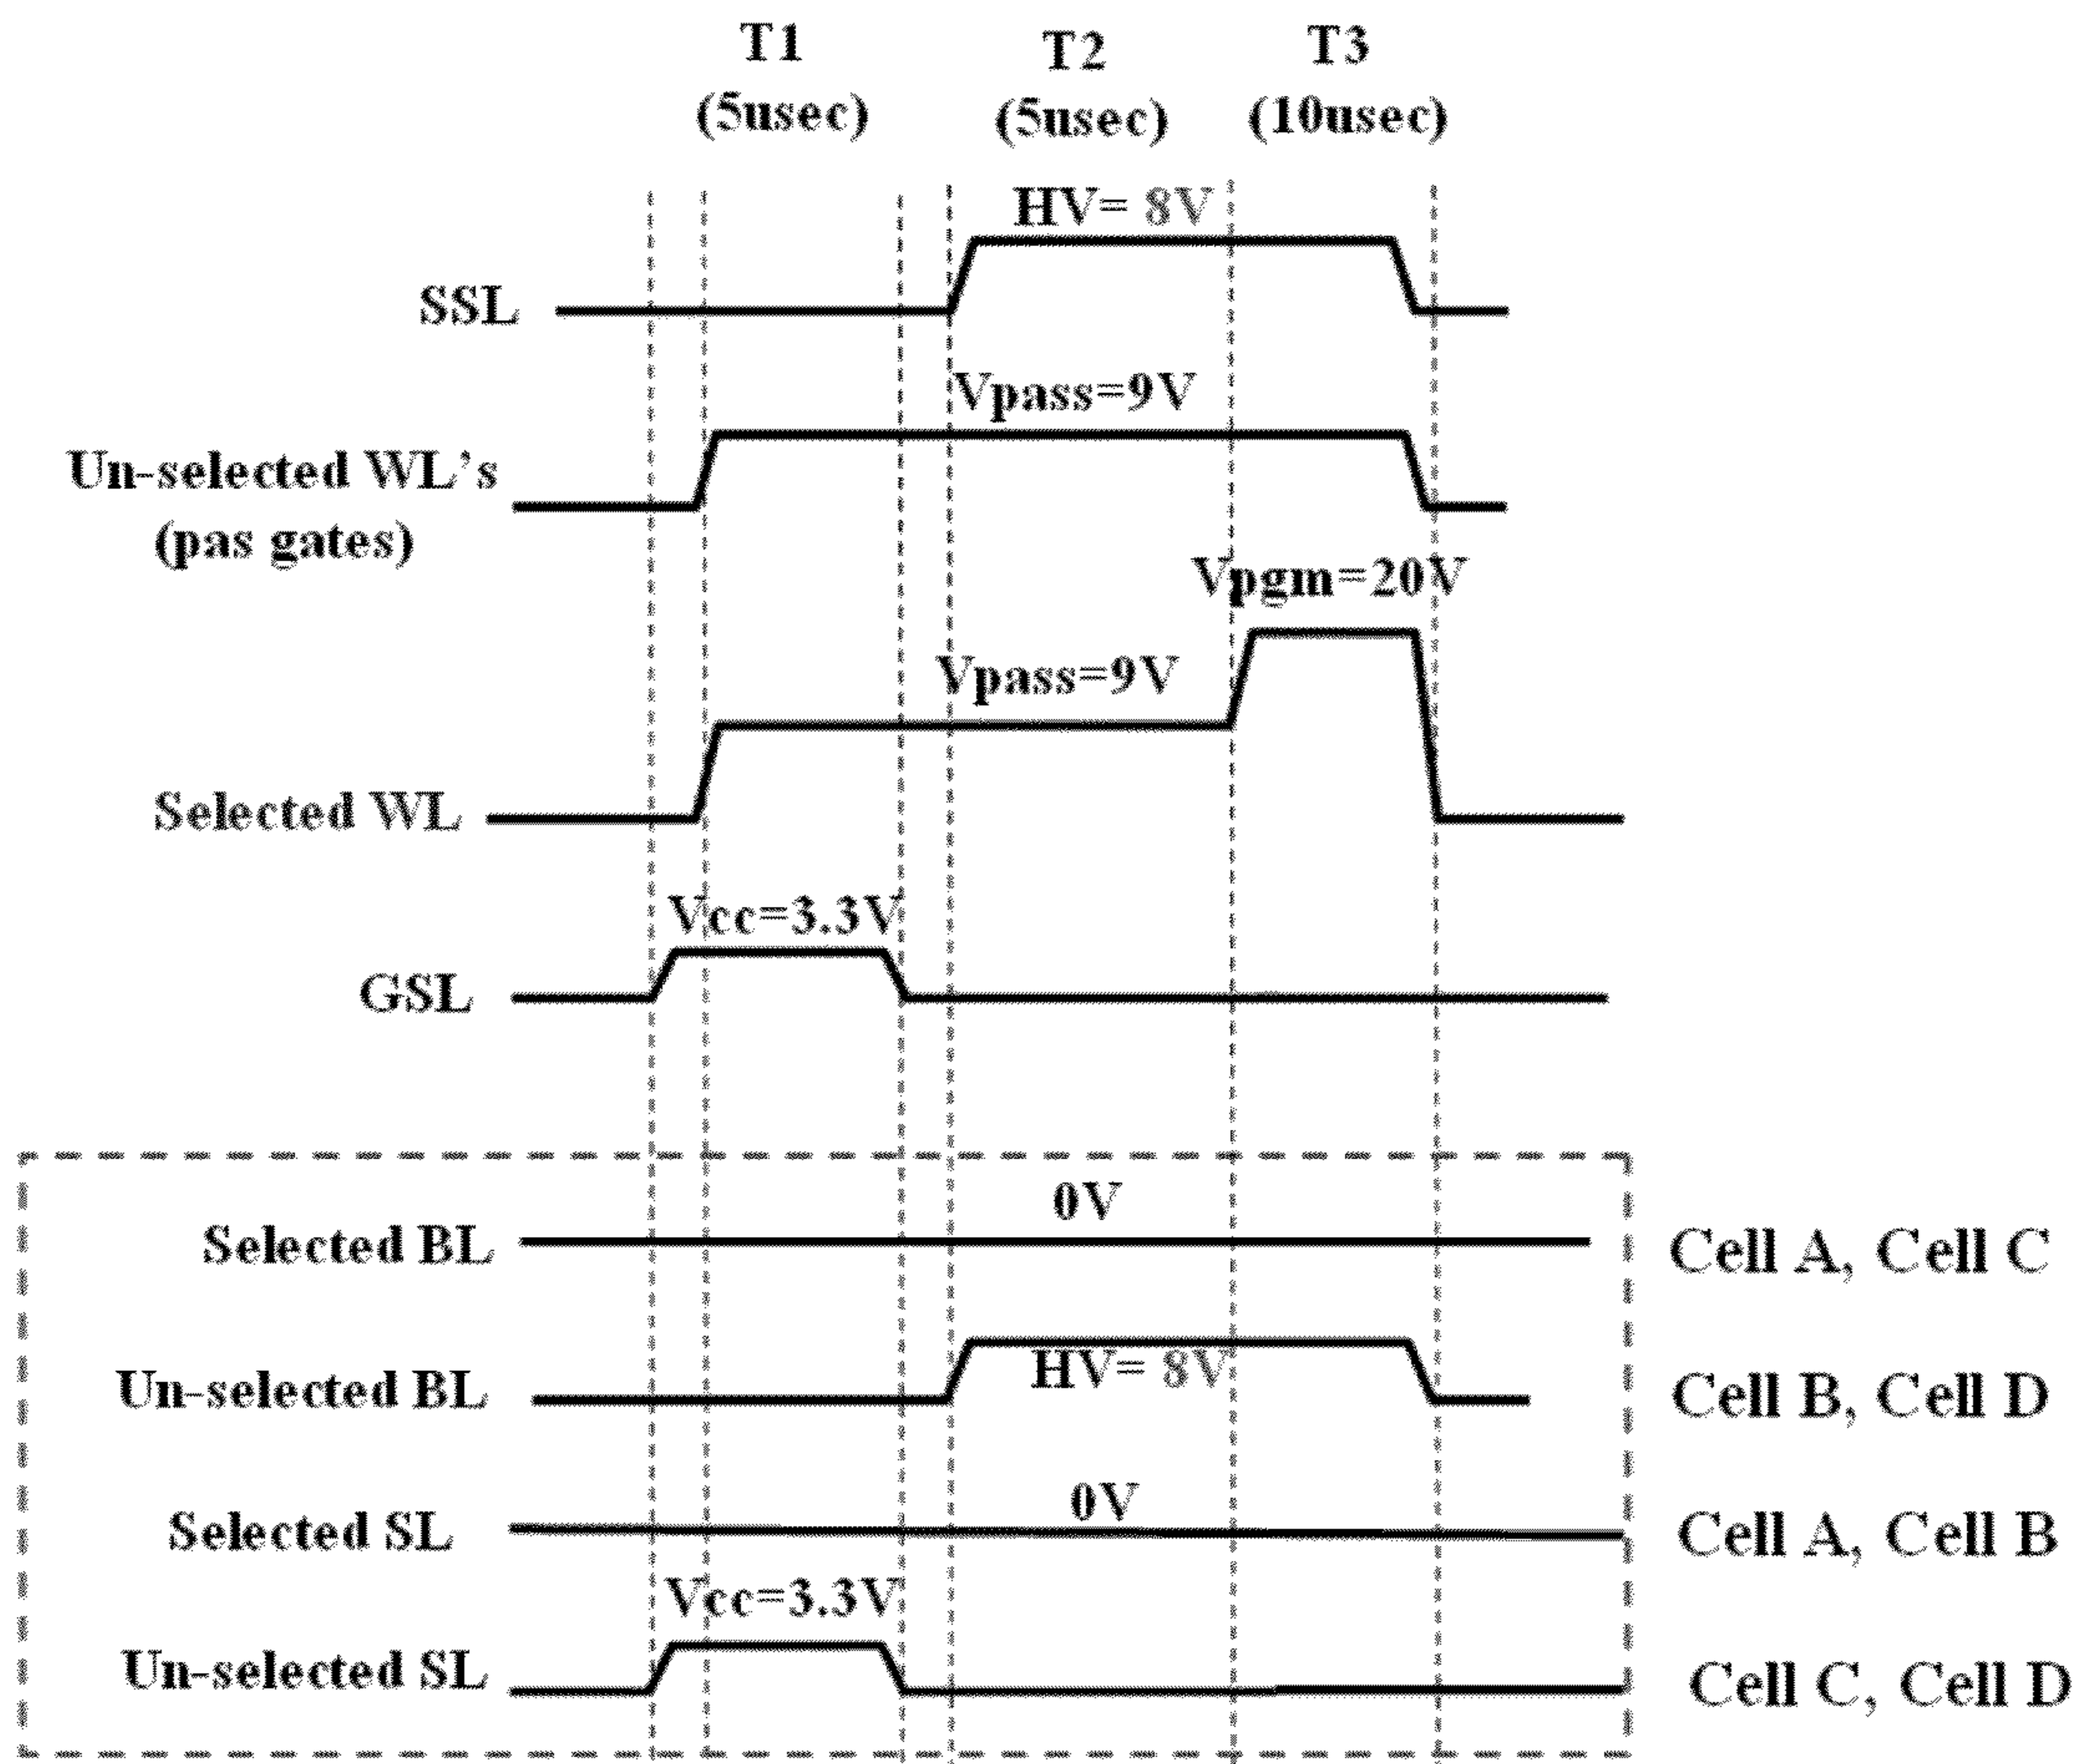 T1 T2 T3
(5usec) (5usec) (10usec)
HV= 8V
SSL
Vpass=9V
Un-selected WL's
(pas gates)
Vpgm=20V
Vpass=9V
Selected WL
Vcc=3.3V
GSL
0V
Selected BL Cell A, Cell C
HV= 8V
Un-selected BL Cell B, Cell D
0V
Selected SL Cell A, Cell B
Vcc=3.3V
Un-selected SL Cell C, Cell D